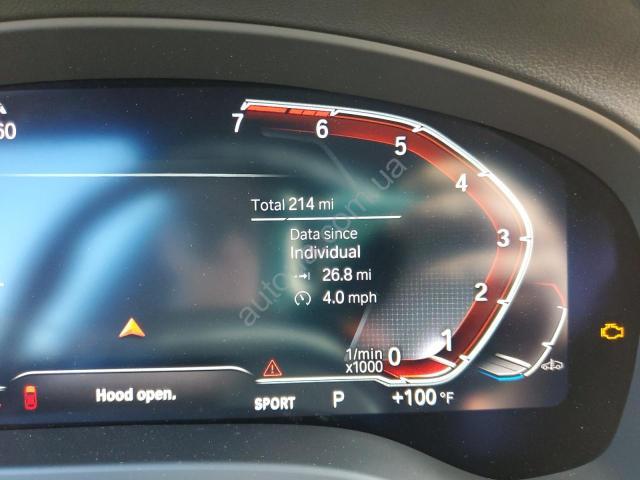 60
7
6
5
4
3
2
1
0
Total 214 mi
Data since
Individual
26.8 mi
4.0 mph
1/min
x1000
Hood open.
SPORT P +100 °F